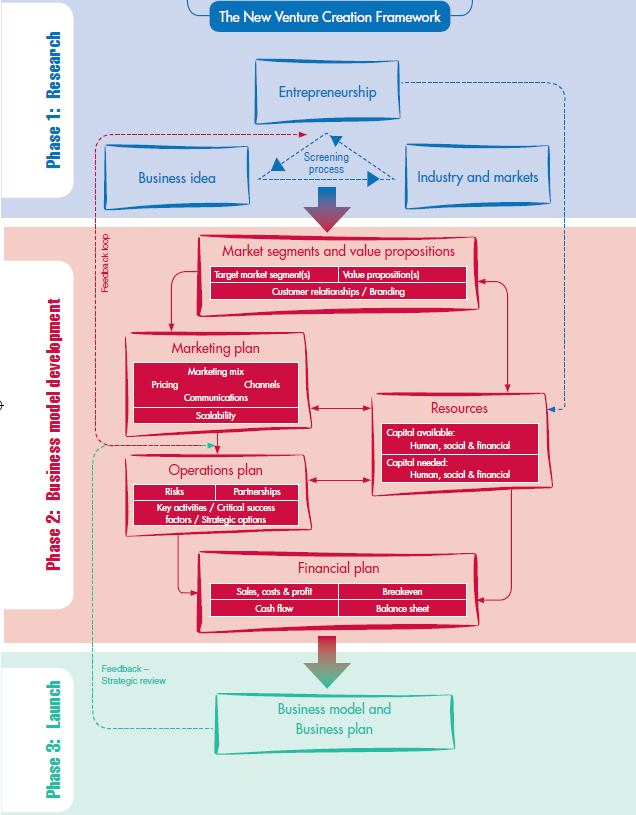 The New Venture Creation Framework
Phase 1: Research
Entrepreneurship
Screening
process
Business idea
Industry and markets
Phase 2: Business model development
Feedback loop
Market segments and value propositions
Target market segment(s)
Value proposition(s)
Customer relationships / Branding
Marketing plan
Marketing mix
Pricing
Channels
Communications
Scalability
Resources
Capital available:
Human, social & financial
Capital needed:
Human, social & financial
Operations plan
Risks
Partnerships
Key activities / Critical success
factors / Strategic options
Financial plan
Sales, costs & profit
Breakeven
Cash flow
Balance sheet
Phase 3: Launch
Feedback –
Strategic review
Business model and
Business plan